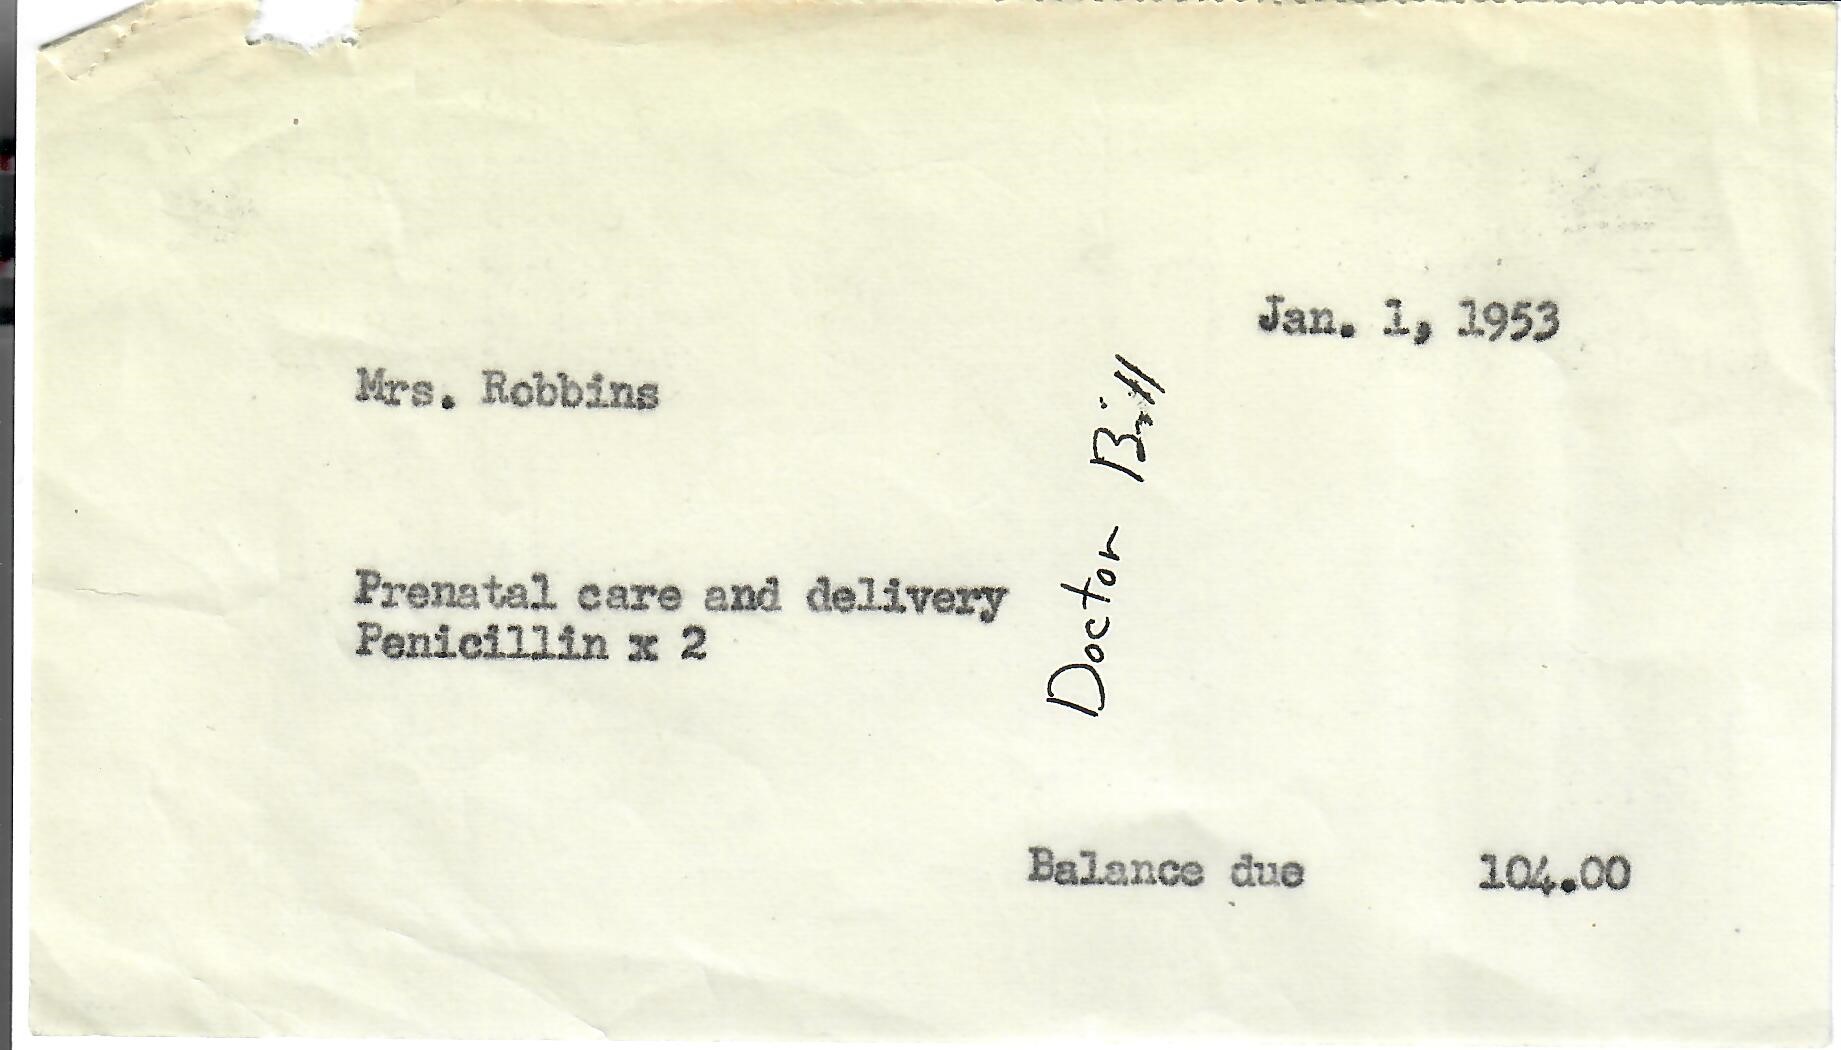 Jan. 1, 1953
Mrs. Robbins
Doctor Bill
Prenatal care and delivery
Penicillin x 2
Balance due 104.00